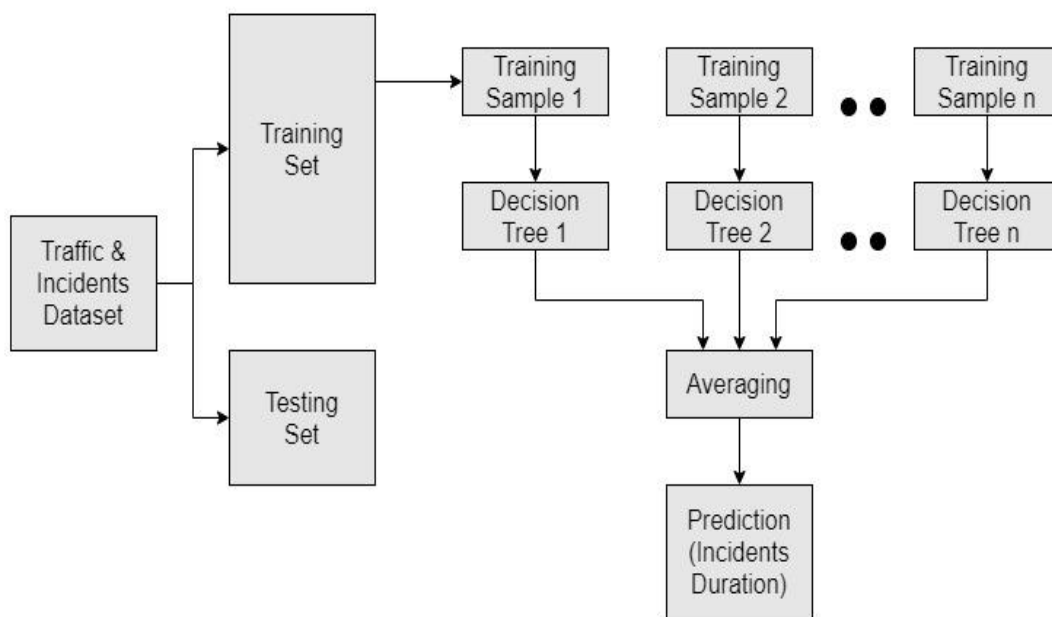 Traffic &
Incidents
Dataset
Training
Set
Testing
Set
Training
Sample 1
Training
Sample 2
Training
Sample n
Decision
Tree 1
Decision
Tree 2
Decision
Tree n
Averaging
Prediction
(Incidents
Duration)